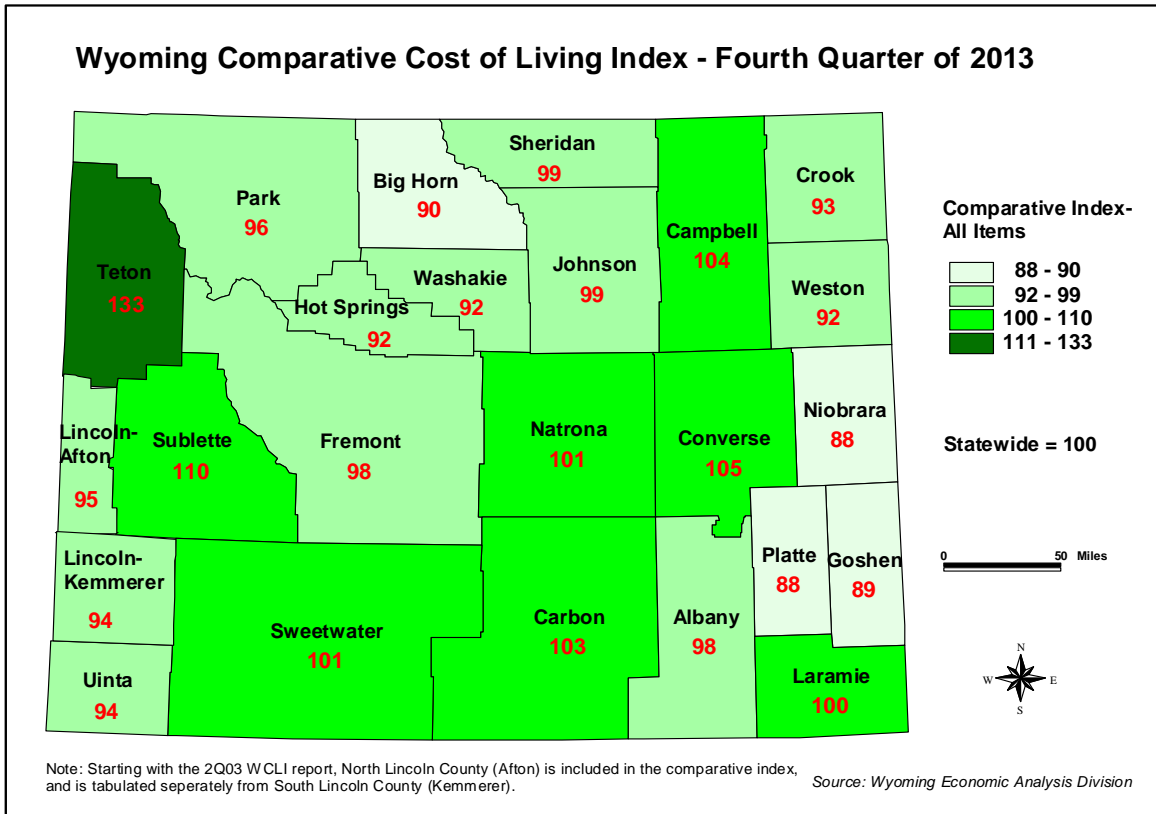 Wyoming Comparative Cost of Living Index - Fourth Quarter of 2013
Sheridan
99
Big Horn
90
Park
96
Crook
93
Campbell
104
Teton
133
Washakie
92
Johnson
99
Hot Springs
92
Weston
92
Niobrara
88
Lincoln-
Afton
95
Sublette
110
Fremont
98
Natrona
101
Converse
105
Lincoln-
Kemmerer
94
Platte
88
Goshen
89
Sweetwater
101
Carbon
103
Albany
98
Uinta
94
Laramie
100
Comparative Index-
All Items
88 - 90
92 - 99
100 - 110
111 - 133
Statewide = 100
0 50 Miles
N
W E
S
Note: Starting with the 2Q03 WCLI report, North Lincoln County (Afton) is included in the comparative index,
and is tabulated seperately from South Lincoln County (Kemmerer).
Source: Wyoming Economic Analysis Division